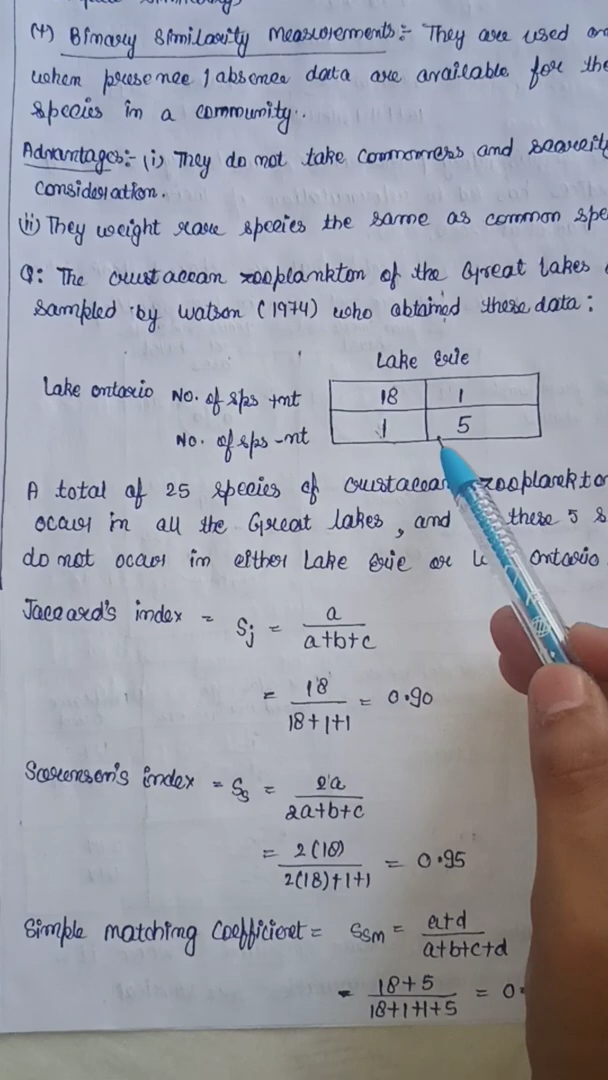 (4) Binary Similarity Measurements:- They are used
when presence / absence data are available for the
species in a community.
Advantages:- (i) They do not take commonness and scarcity
consideration.
(ii) They weight rare species the same as common spe
Q: The crustacean zooplankton of the Great lakes
sampled by Watson (1974) who obtained these data:
Lake Erie
Lake ontario No. of sps +nt 18 1
No. of sps -nt 1 5
A total of 25 species of crustacean zooplankto
occur in all the Great lakes, and these 5 s
do not occur in either Lake Erie or ontario
Jaccard's index = Sj = a / a+b+c
= 18 / 18+1+1 = 0.90
Sorensen's index = Ss = 2a / 2a+b+c
= 2(18) / 2(18)+1+1 = 0.95
Simple matching Coefficient = SSM = a+d / a+b+c+d
= 18+5 / 18+1+1+5 = 0.